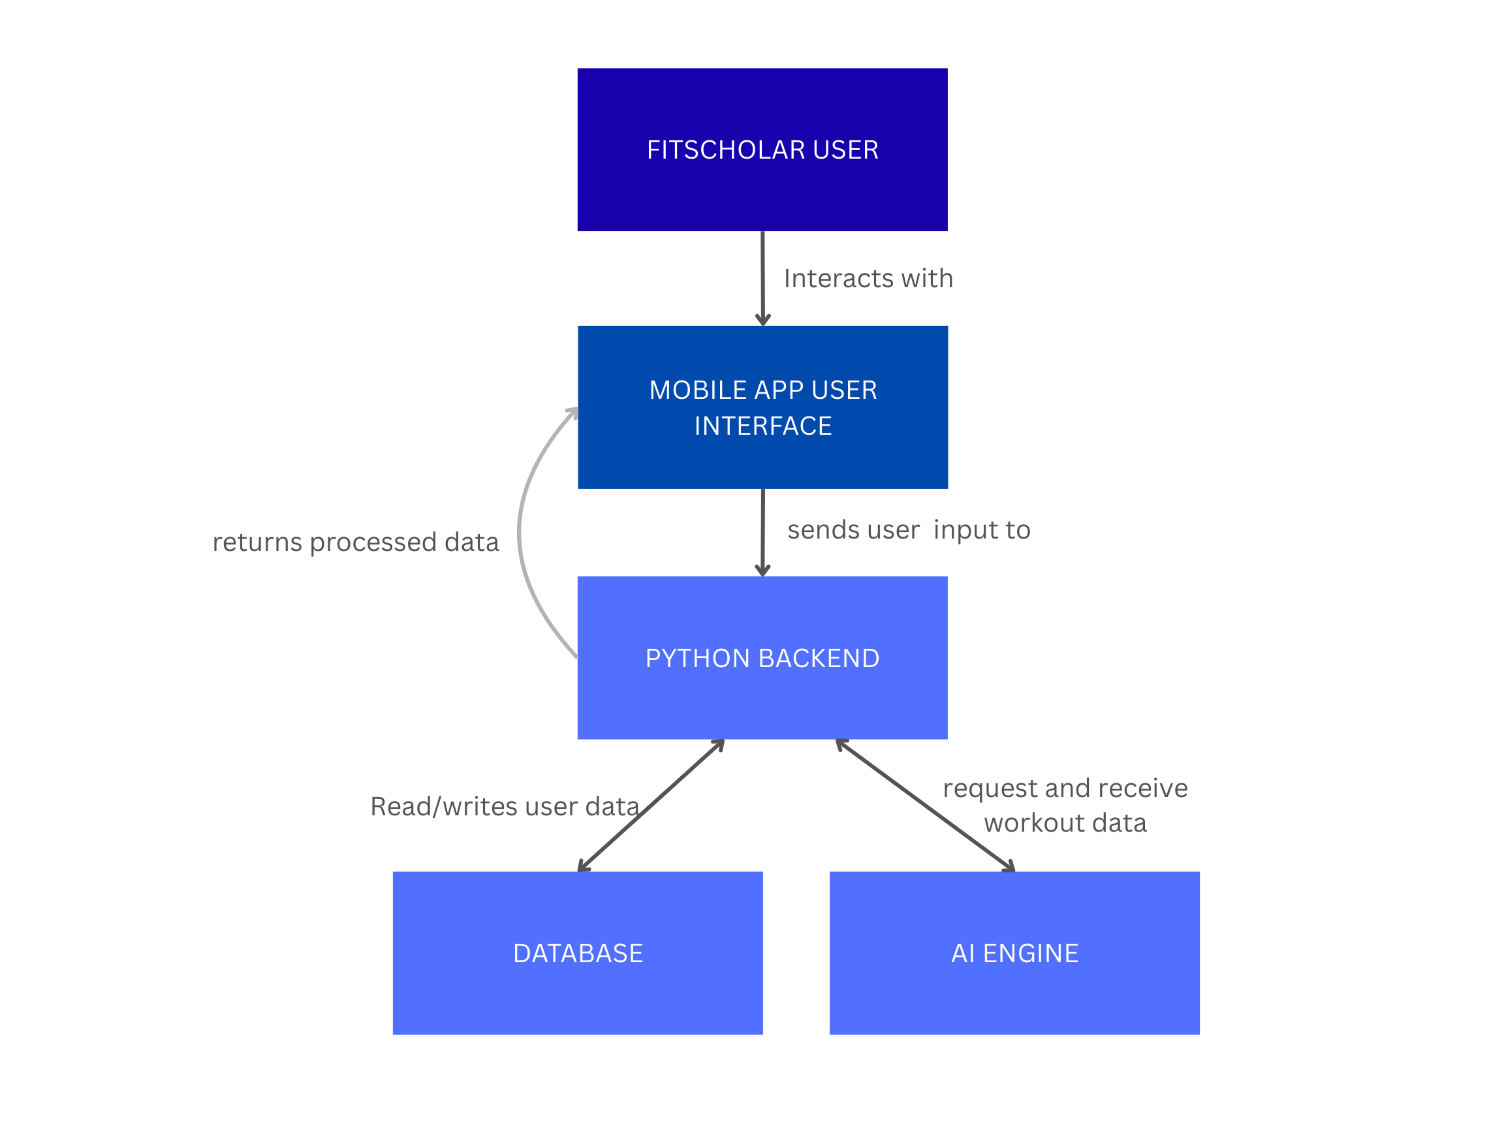 FITSCHOLAR USER
Interacts with
MOBILE APP USER
INTERFACE
sends user  input to
returns processed data
PYTHON BACKEND
Read/writes user data
request and receive
workout data
DATABASE
AI ENGINE